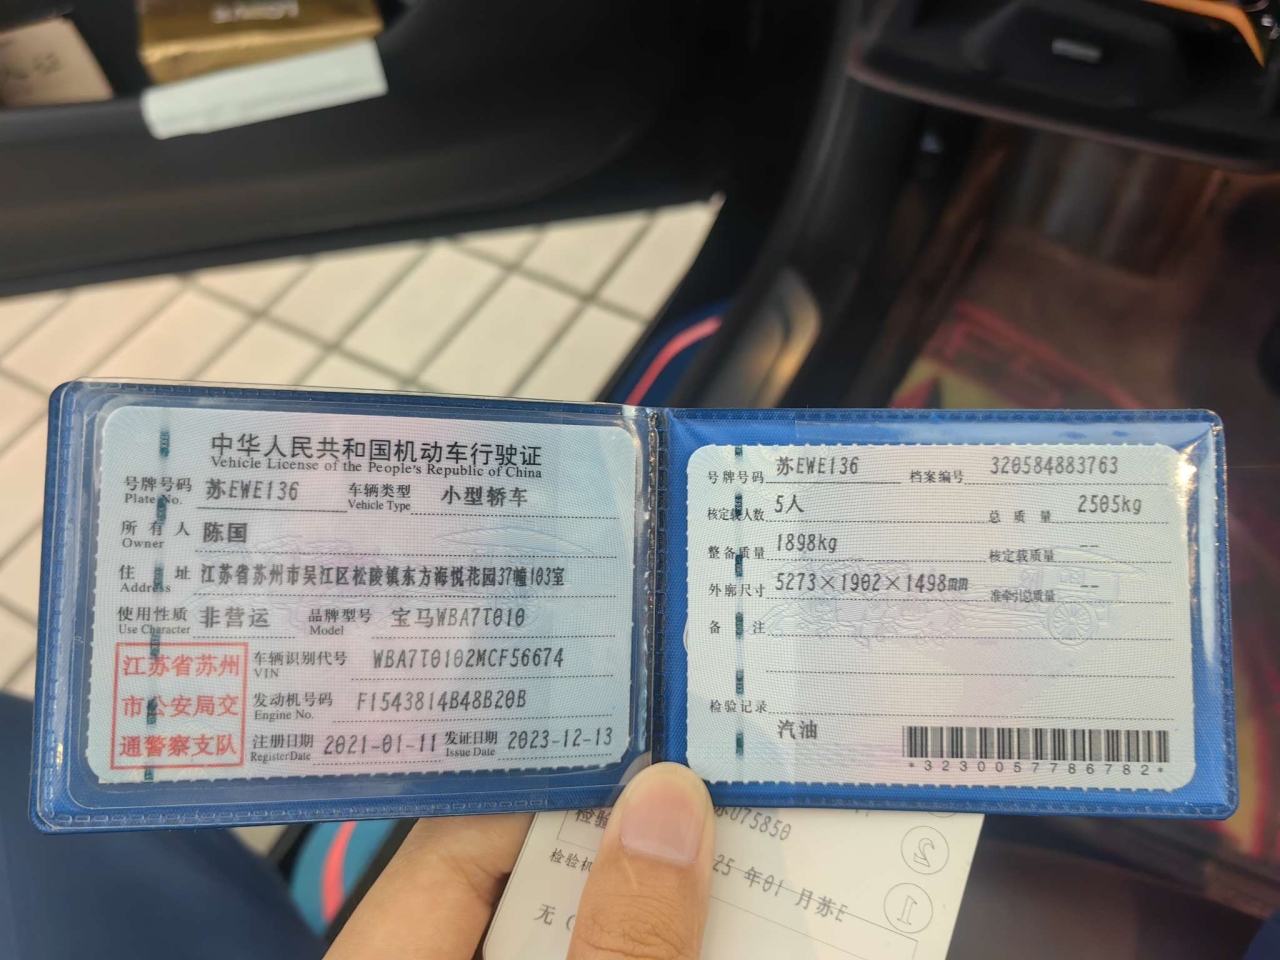 中华人民共和国机动车行驶证
Vehicle License of the People's Republic of China
号牌号码 苏EWE136 车辆类型 小型轿车
Plate No. Vehicle Type
所有人 陈国
Owner
住址 江苏省苏州市吴江区松陵镇东方海悦花园37幢103室
Address
使用性质 非营运 品牌型号 宝马WBA7T010
Use Character Model
江苏省苏州
市公安局交
通警察支队
车辆识别代号 WBA7T0102MCF56674
VIN
发动机号码 F1543814B48B20B
Engine No.
注册日期 2021-01-11 发证日期 2023-12-13
Register Date Issue Date
号牌号码 苏EWE136 档案编号 320584883763
核定载人数 5人 总质量 2505kg
整备质量 1898kg 核定载质量 --
外廓尺寸 5273×1902×1498mm 准牵引总质量 --
备注
检验记录
汽油
*3230057786782*
检验
075850
检验
25 年01 月苏E
无
②
①